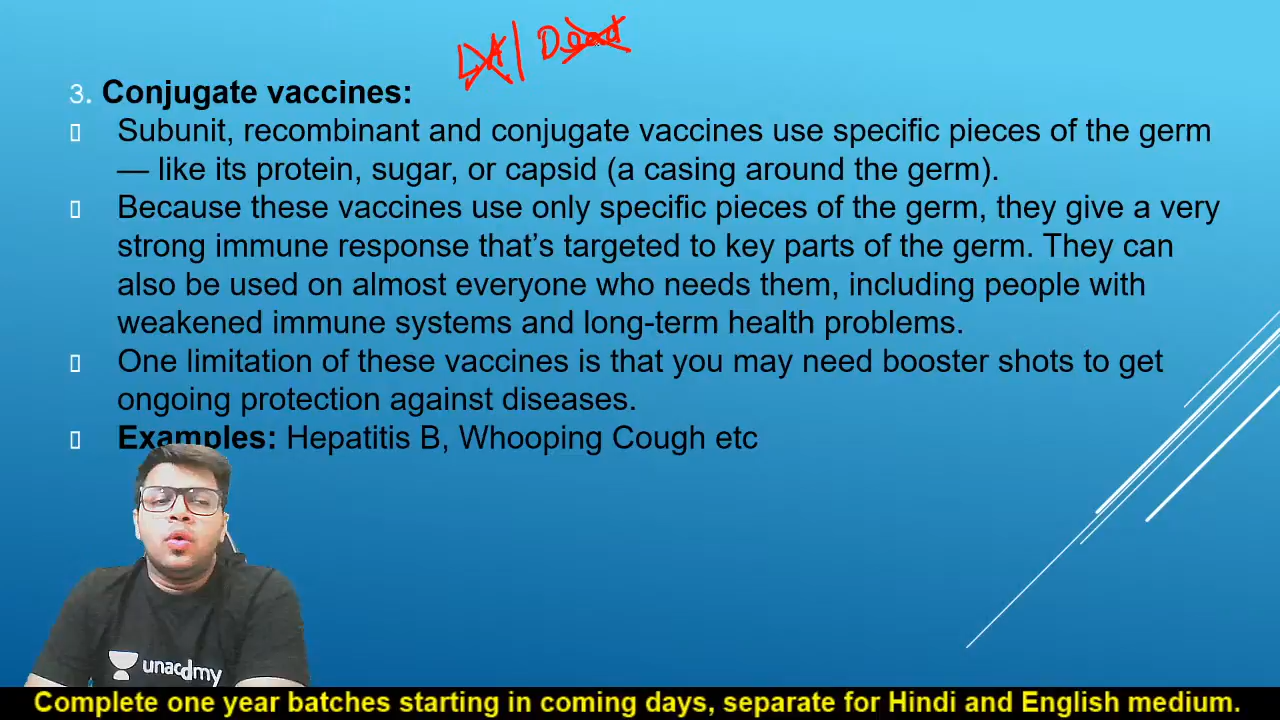 LA | Dead
3. Conjugate vaccines:
Subunit, recombinant and conjugate vaccines use specific pieces of the germ
— like its protein, sugar, or capsid (a casing around the germ).
Because these vaccines use only specific pieces of the germ, they give a very
strong immune response that’s targeted to key parts of the germ. They can
also be used on almost everyone who needs them, including people with
weakened immune systems and long-term health problems.
One limitation of these vaccines is that you may need booster shots to get
ongoing protection against diseases.
Examples: Hepatitis B, Whooping Cough etc
unacdmy
Complete one year batches starting in coming days, separate for Hindi and English medium.